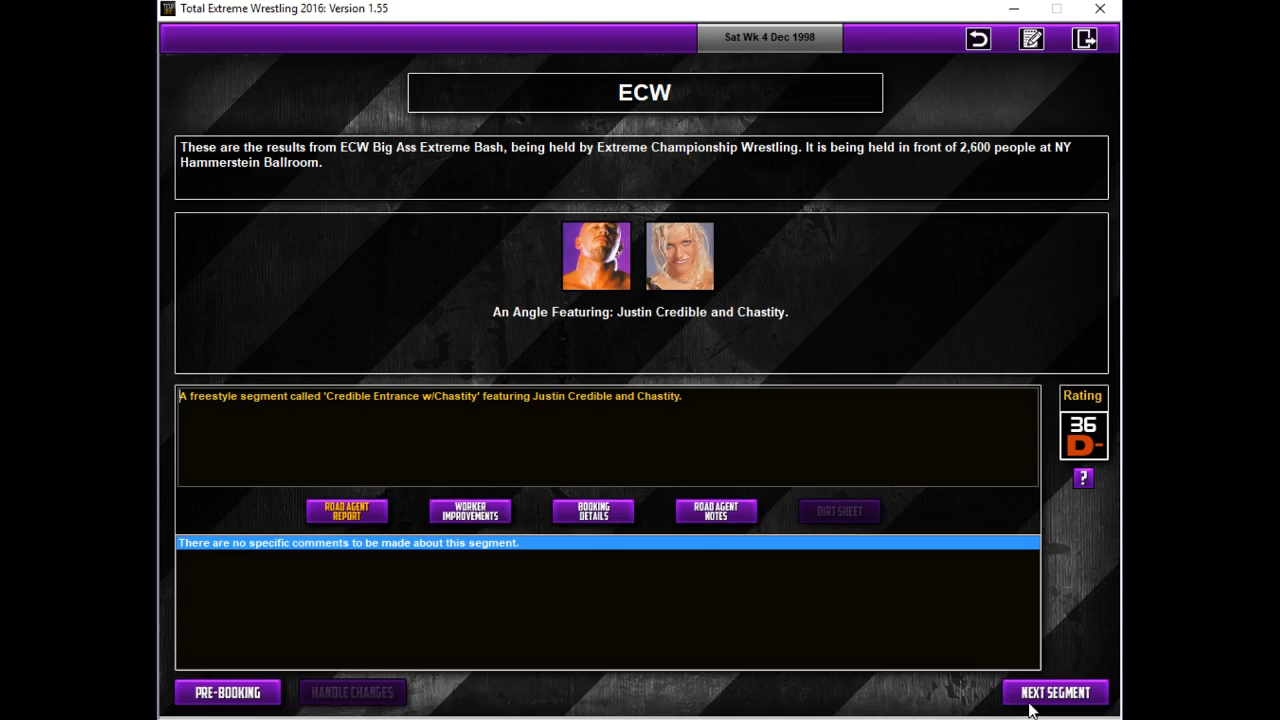 Total Extreme Wrestling 2016: Version 1.55
Sat Wk 4 Dec 1998
ECW
These are the results from ECW Big Ass Extreme Bash, being held by Extreme Championship Wrestling. It is being held in front of 2,600 people at NY
Hammerstein Ballroom.
An Angle Featuring: Justin Credible and Chastity.
A freestyle segment called 'Credible Entrance w/Chastity' featuring Justin Credible and Chastity.
Rating
36
D-
?
ROAD AGENT
REPORT
WORKER
IMPROVEMENTS
BOOKING
DETAILS
ROAD AGENT
NOTES
DIRT SHEET
There are no specific comments to be made about this segment.
PRE-BOOKING
HANDLE CHANGES
NEXT SEGMENT